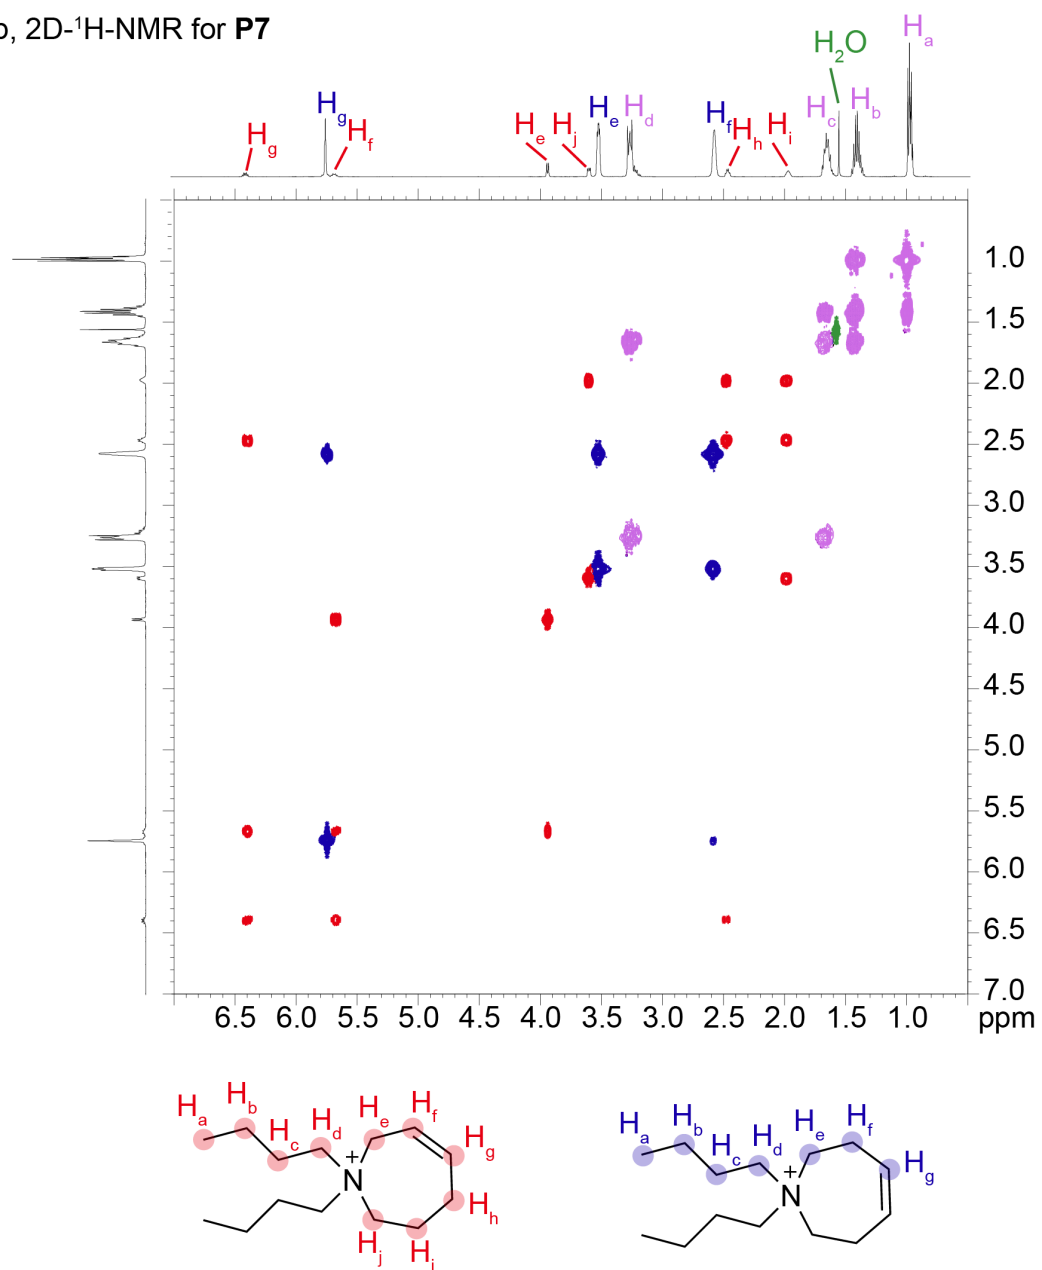 b, 2D-¹H-NMR for P7
H₂O
Hₐ
H_g
H_g
H_f
H_e
H_j
H_e
H_d
H_f
H_h
H_i
H_c
H_b
1.0
1.5
2.0
2.5
3.0
3.5
4.0
4.5
5.0
5.5
6.0
6.5
7.0
6.5 6.0 5.5 5.0 4.5 4.0 3.5 3.0 2.5 2.0 1.5 1.0 ppm
H_a
H_b
H_c
H_d
H_e
H_f
H_g
H_h
H_i
H_j
N
+
H_a
H_b
H_c
H_d
H_e
H_f
H_g
N
+